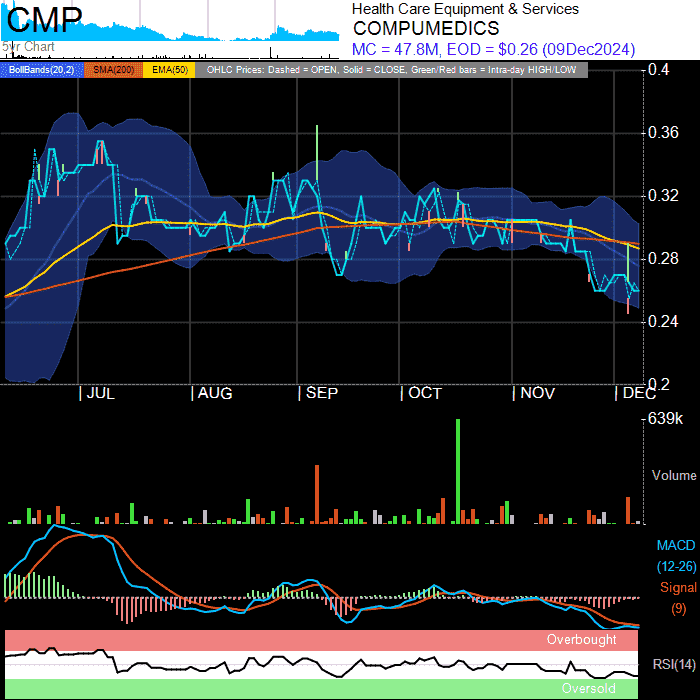 CMP
5yr Chart
Health Care Equipment & Services
COMPUMEDICS
MC = 47.8M, EOD = $0.26 (09Dec2024)
BollBands(20,2) SMA(200) EMA(50) OHLC Prices: Dashed = OPEN, Solid = CLOSE, Green/Red bars = Intra-day HIGH/LOW
0.4
0.36
0.32
0.28
0.24
0.2
JUL AUG SEP OCT NOV DEC
639k
Volume
MACD
(12-26)
Signal
(9)
Overbought
RSI(14)
Oversold